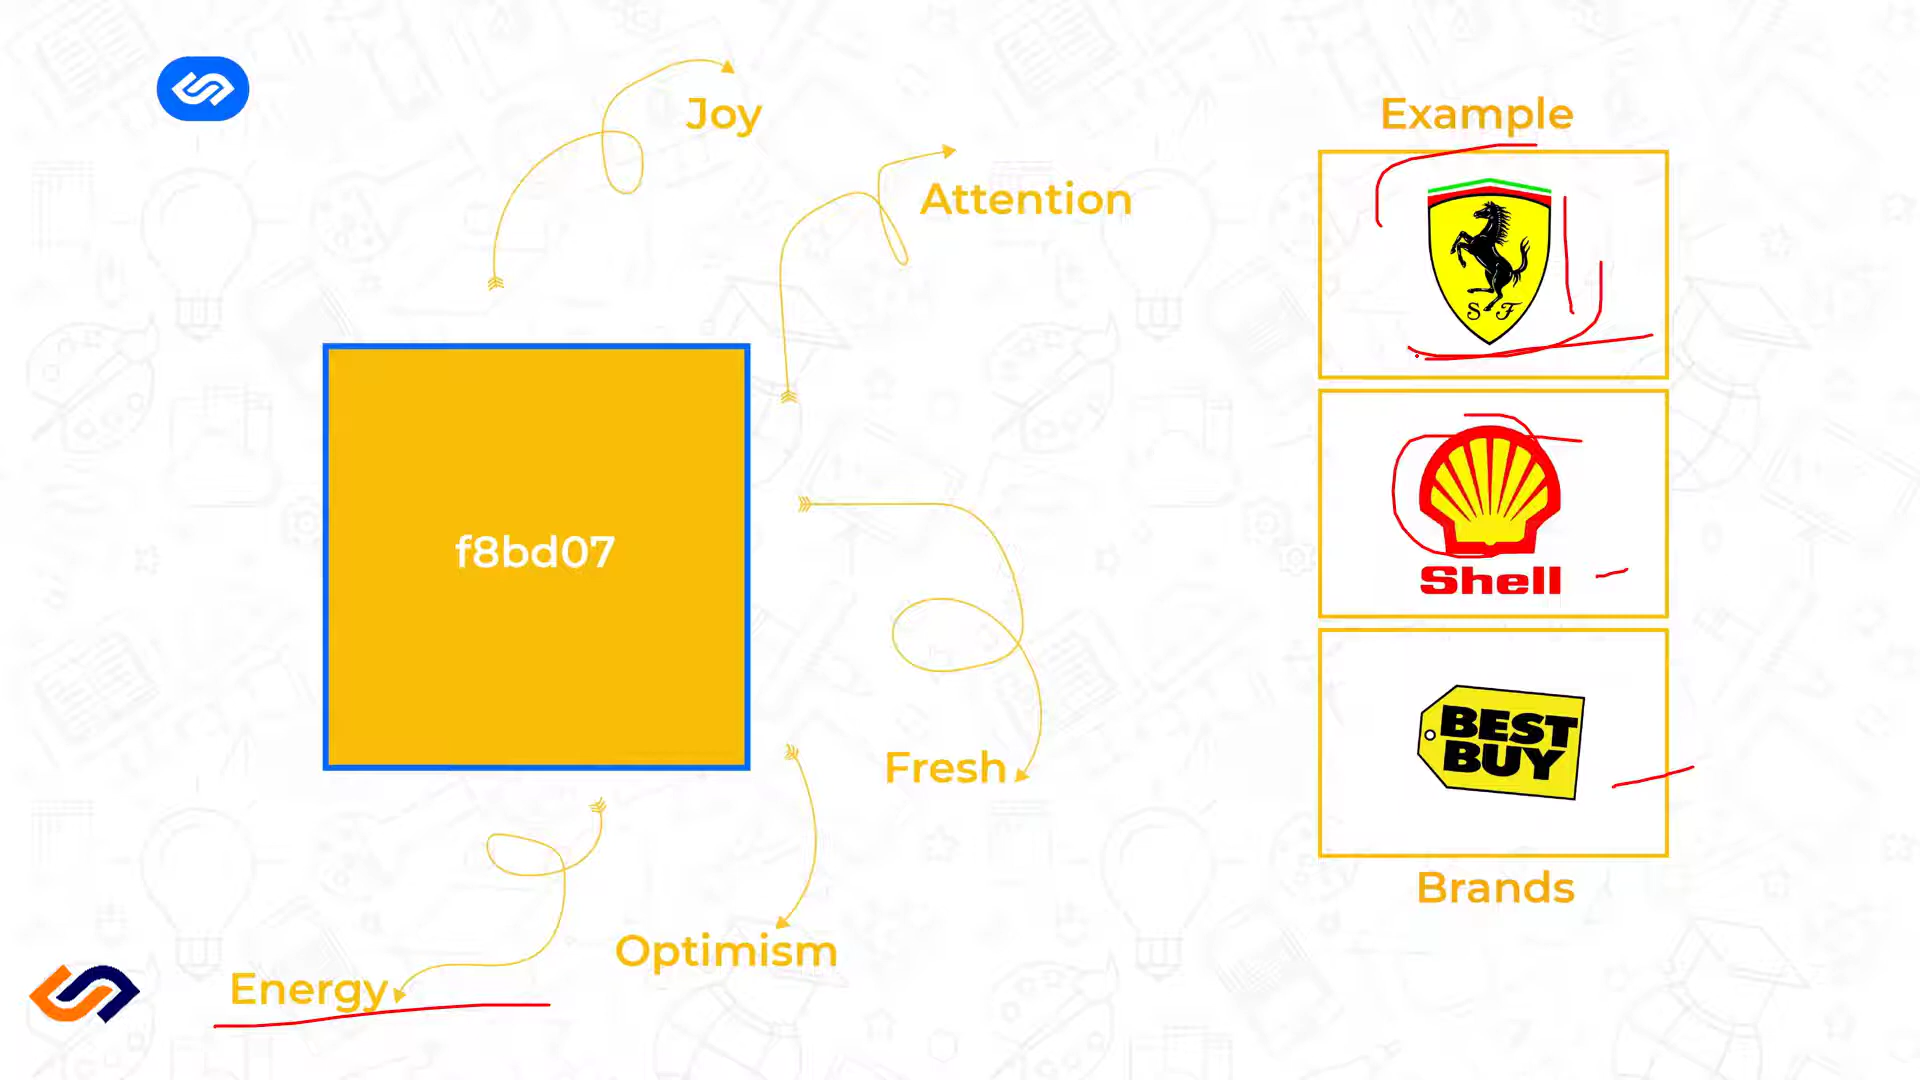 Joy
Attention
f8bd07
Fresh
Optimism
Energy
Example
S F
Shell
BEST
BUY
Brands